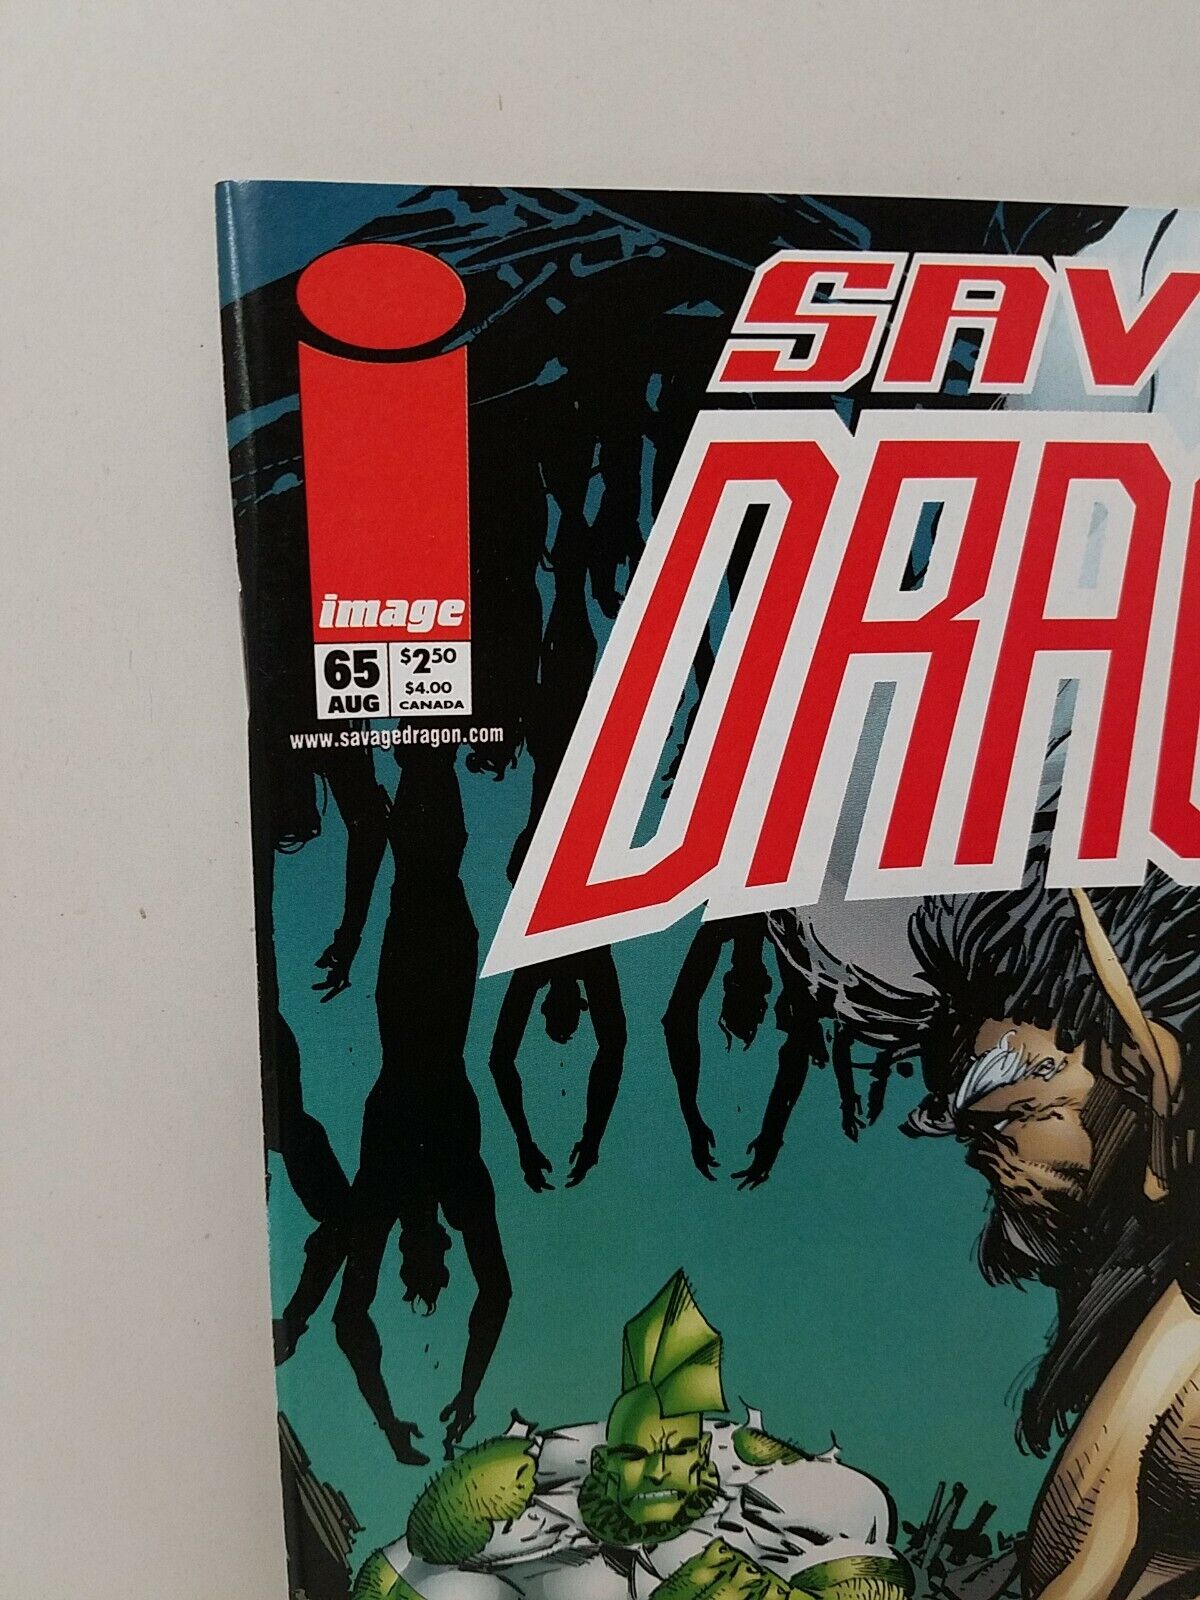 SAV
DRAG
image
65
AUG
$2.50
$4.00
CANADA
www.savagedragon.com